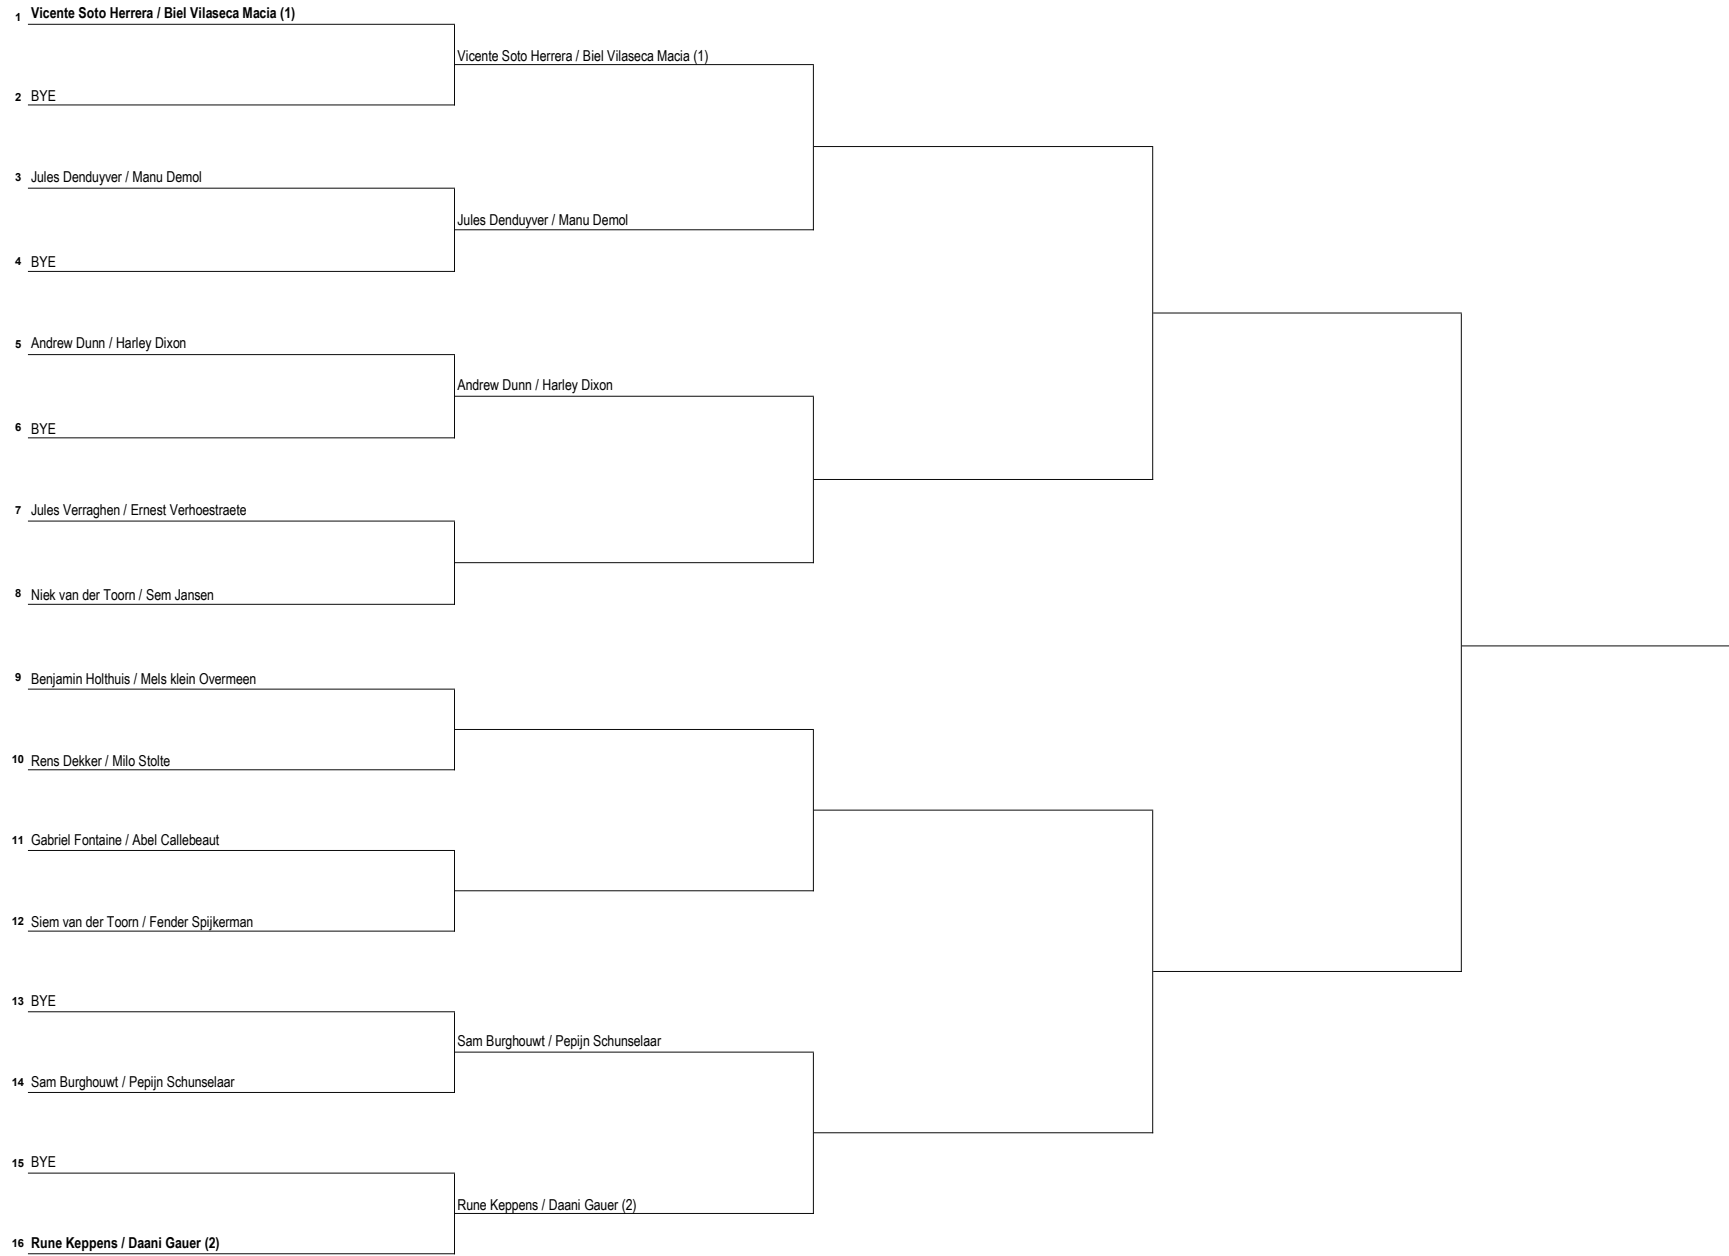 1 Vicente Soto Herrera / Biel Vilaseca Macia (1)
Vicente Soto Herrera / Biel Vilaseca Macia (1)
2 BYE
3 Jules Denduyver / Manu Demol
Jules Denduyver / Manu Demol
4 BYE
5 Andrew Dunn / Harley Dixon
Andrew Dunn / Harley Dixon
6 BYE
7 Jules Verraghen / Ernest Verhoestraete
8 Niek van der Toorn / Sem Jansen
9 Benjamin Holthuis / Mels klein Overmeen
10 Rens Dekker / Milo Stolte
11 Gabriel Fontaine / Abel Callebeaut
12 Siem van der Toorn / Fender Spijkerman
13 BYE
Sam Burghouwt / Pepijn Schunselaar
14 Sam Burghouwt / Pepijn Schunselaar
15 BYE
Rune Keppens / Daani Gauer (2)
16 Rune Keppens / Daani Gauer (2)